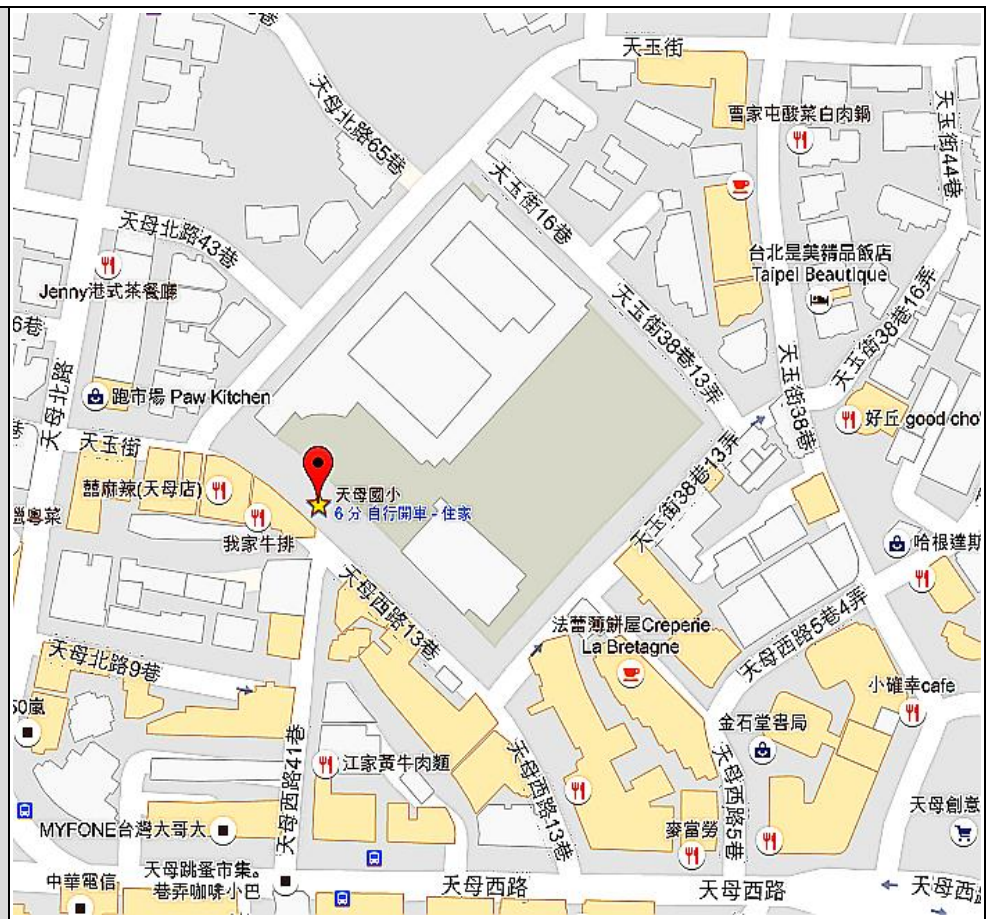 天玉街
天母北路65巷
曹家屯酸菜白肉鍋
天玉街44巷
天玉街16巷
天母北路43巷
台北是美精品飯店
Taipei Beautique
Jenny港式茶餐廳
天玉街38巷13弄
天玉街38巷16弄
6巷
天母北路
跑市場 Paw Kitchen
天玉街38巷
好丘 good cho
巷
天玉街
天玉街38巷13弄
囍麻辣(天母店)
天母國小
6 分 自行開車 - 住家
粵菜
我家牛排
哈根達斯
天母西路13巷
法蕾薄餅屋Creperie
La Bretagne
天母西路5巷4弄
天母北路9巷
小確幸cafe
50嵐
金石堂書局
天母西路41巷
江家黃牛肉麵
天母西路13巷
天母西路5巷
天母創意
MYFONE台灣大哥大
麥當勞
天母跳蚤市集。
巷弄咖啡小巴
中華電信
天母西路
天母西路
天母西